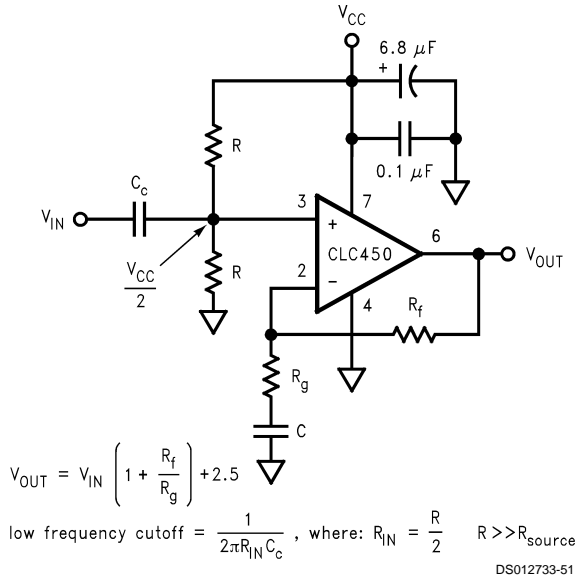 V_CC
6.8 μF
+
0.1 μF
R
C_c
V_IN
3
7
+
CLC450
6
V_OUT
V_CC/2
R
2
−
4
R_f
R_g
C
V_OUT = V_IN (1 + R_f/R_g) +2.5
low frequency cutoff = 1/(2πR_IN C_c) , where: R_IN = R/2 R>>R_source
DS012733-51